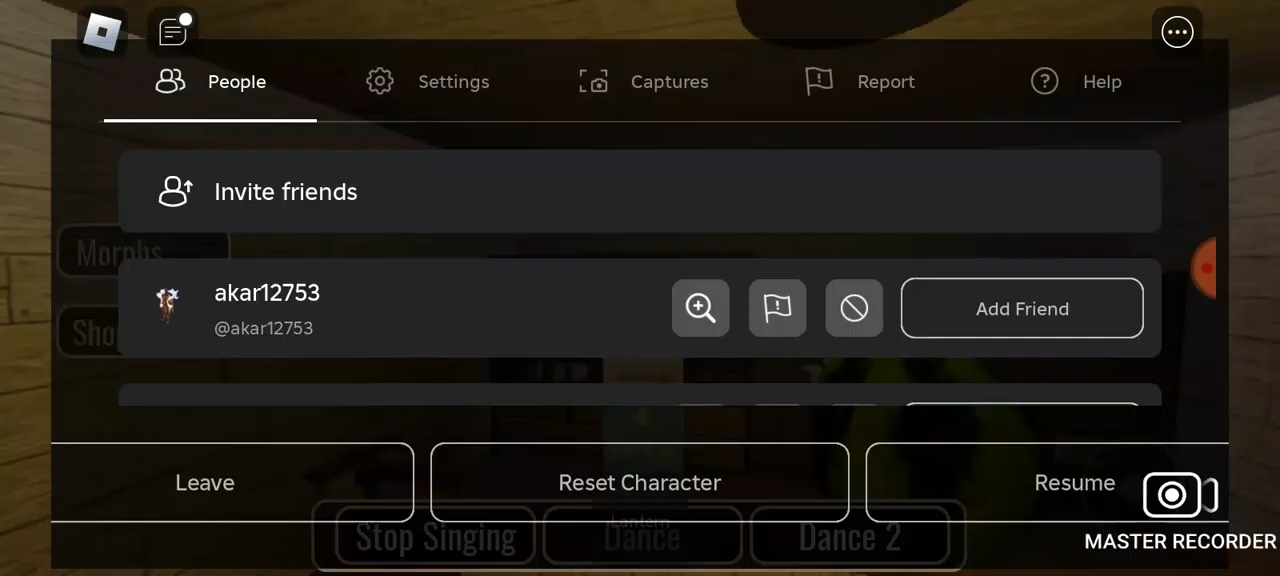 People
Settings
Captures
Report
Help
Invite friends
Morphs
akar12753
@akar12753
Add Friend
Leave
Reset Character
Resume
Lantern
Stop Singing
Dance
Dance 2
MASTER RECORDER